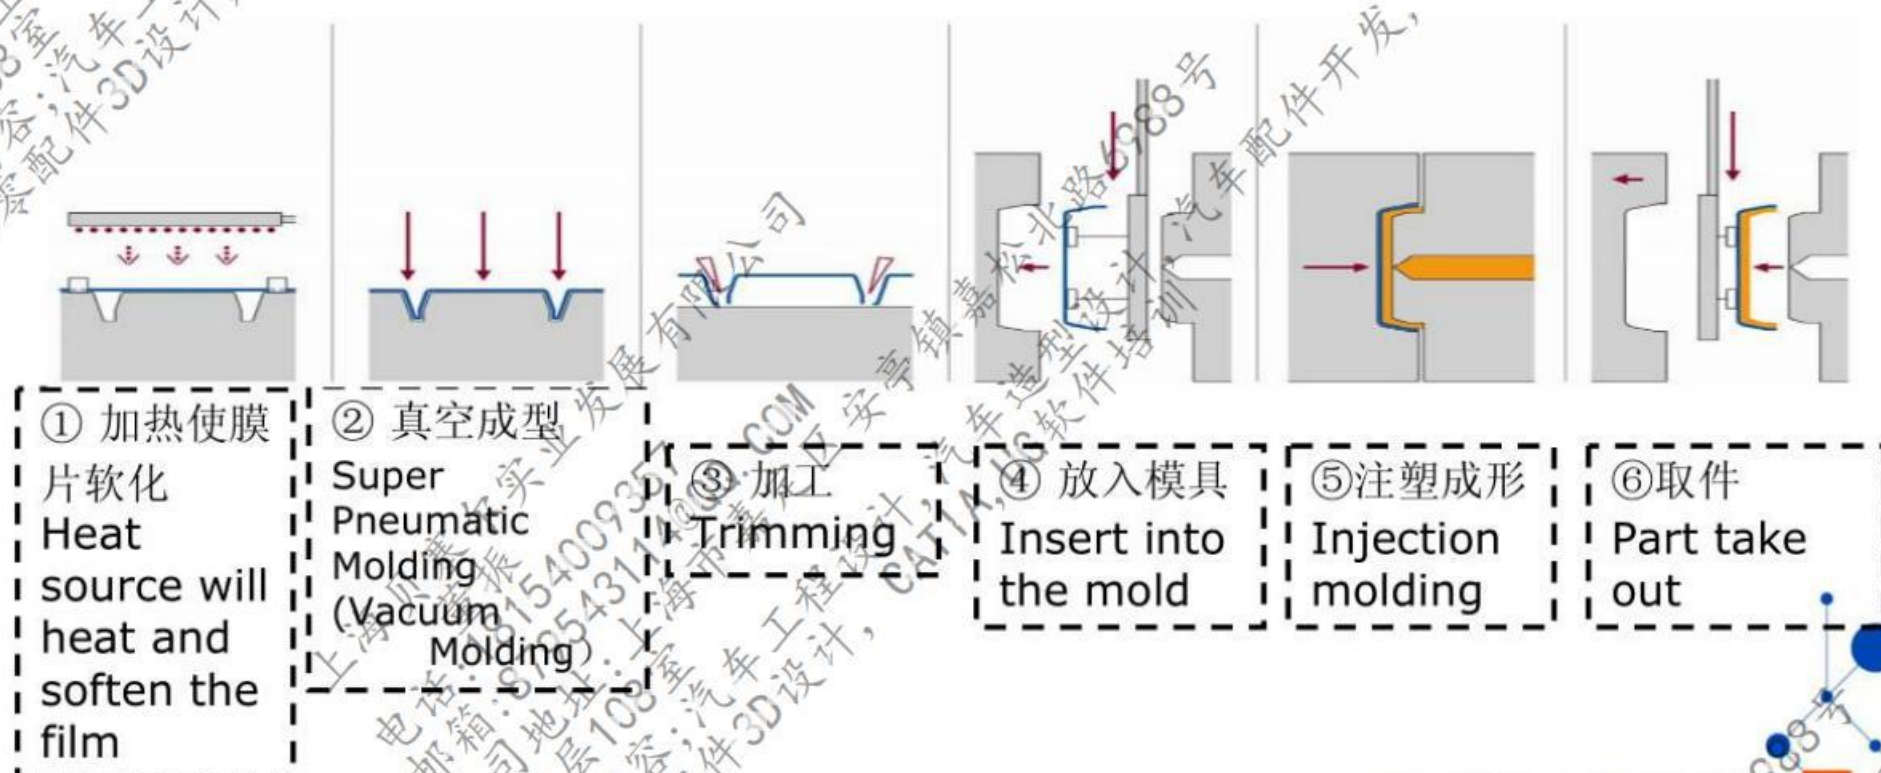 ① 加热使膜
片软化
Heat
source will
heat and
soften the
film
② 真空成型
Super
Pneumatic
Molding
(Vacuum
Molding)
③ 加工
Trimming
④ 放入模具
Insert into
the mold
⑤注塑成形
Injection
molding
⑥取件
Part take
out